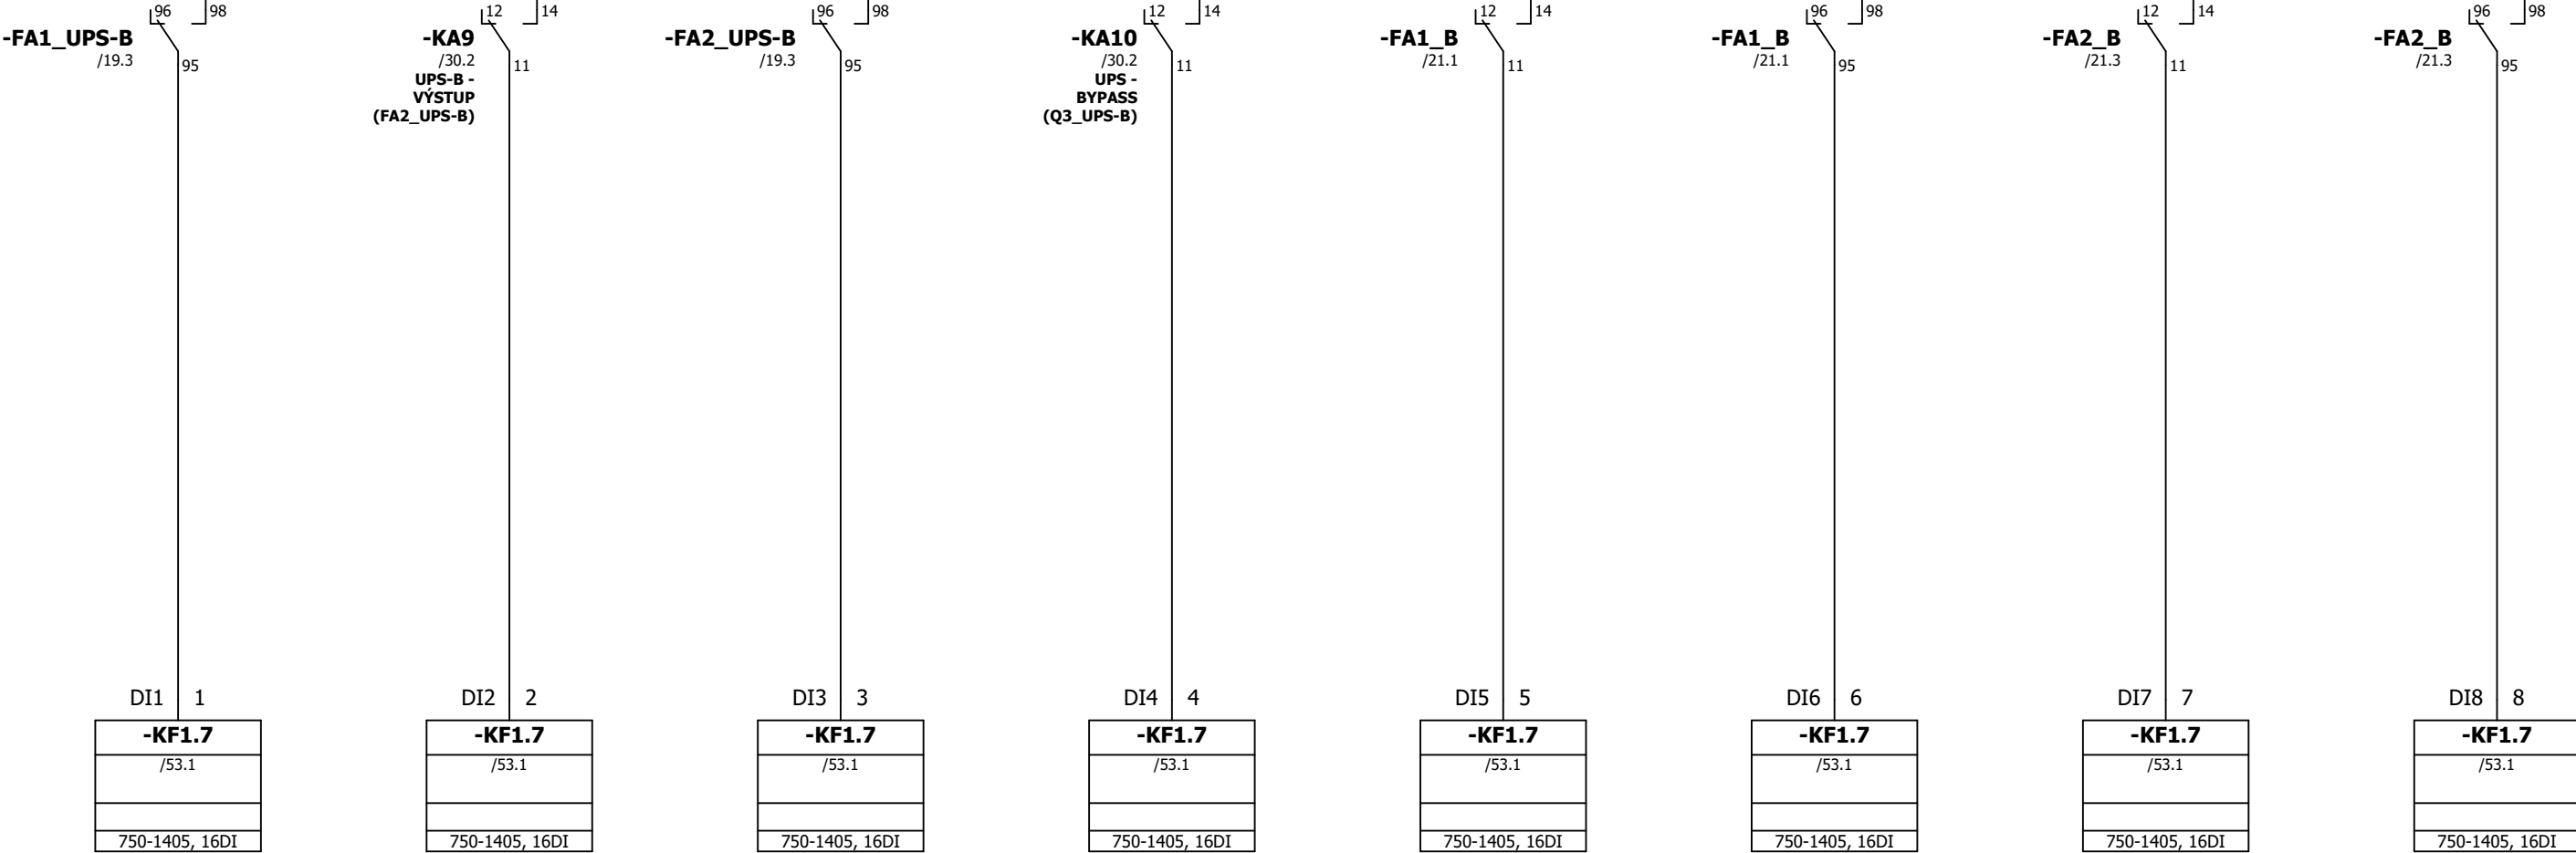 96 98 12 14 96 98 12 14 12 14 96 98 12 14 96 98
-FA1_UPS-B -KA9 -FA2_UPS-B -KA10 -FA1_B -FA1_B -FA2_B -FA2_B
/19.3 95 /30.2 11 /19.3 95 /30.2 11 /21.1 11 /21.1 95 /21.3 11 /21.3 95
UPS-B - UPS -
VÝSTUP BYPASS
(FA2_UPS-B) (Q3_UPS-B)
DI1 1 DI2 2 DI3 3 DI4 4 DI5 5 DI6 6 DI7 7 DI8 8
-KF1.7 -KF1.7 -KF1.7 -KF1.7 -KF1.7 -KF1.7 -KF1.7 -KF1.7
/53.1 /53.1 /53.1 /53.1 /53.1 /53.1 /53.1 /53.1
750-1405, 16DI 750-1405, 16DI 750-1405, 16DI 750-1405, 16DI 750-1405, 16DI 750-1405, 16DI 750-1405, 16DI 750-1405, 16DI